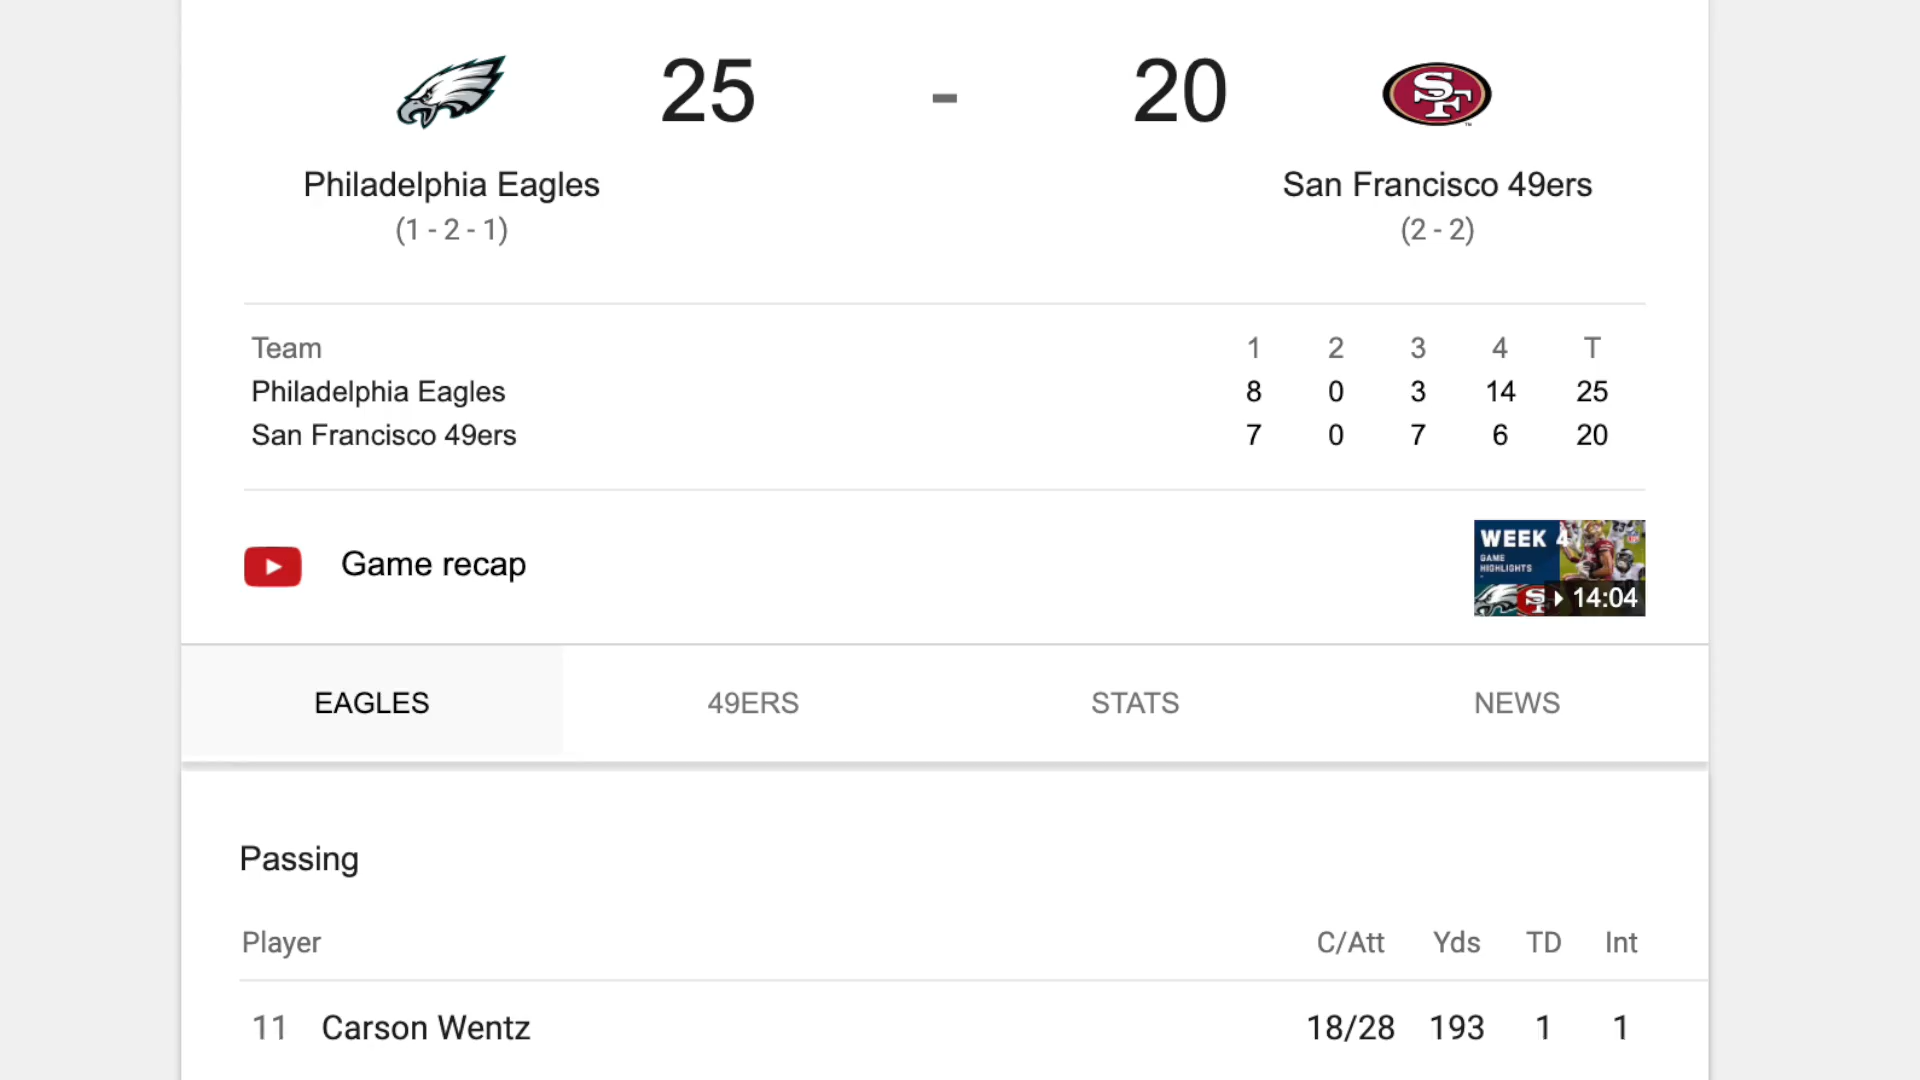 25 - 20
SF
Philadelphia Eagles San Francisco 49ers
(1 - 2 - 1) (2 - 2)
Team 1 2 3 4 T
Philadelphia Eagles 8 0 3 14 25
San Francisco 49ers 7 0 7 6 20
Game recap
WEEK 4
GAME
HIGHLIGHTS
SF
14:04
EAGLES 49ERS STATS NEWS
Passing
Player C/Att Yds TD Int
11 Carson Wentz 18/28 193 1 1